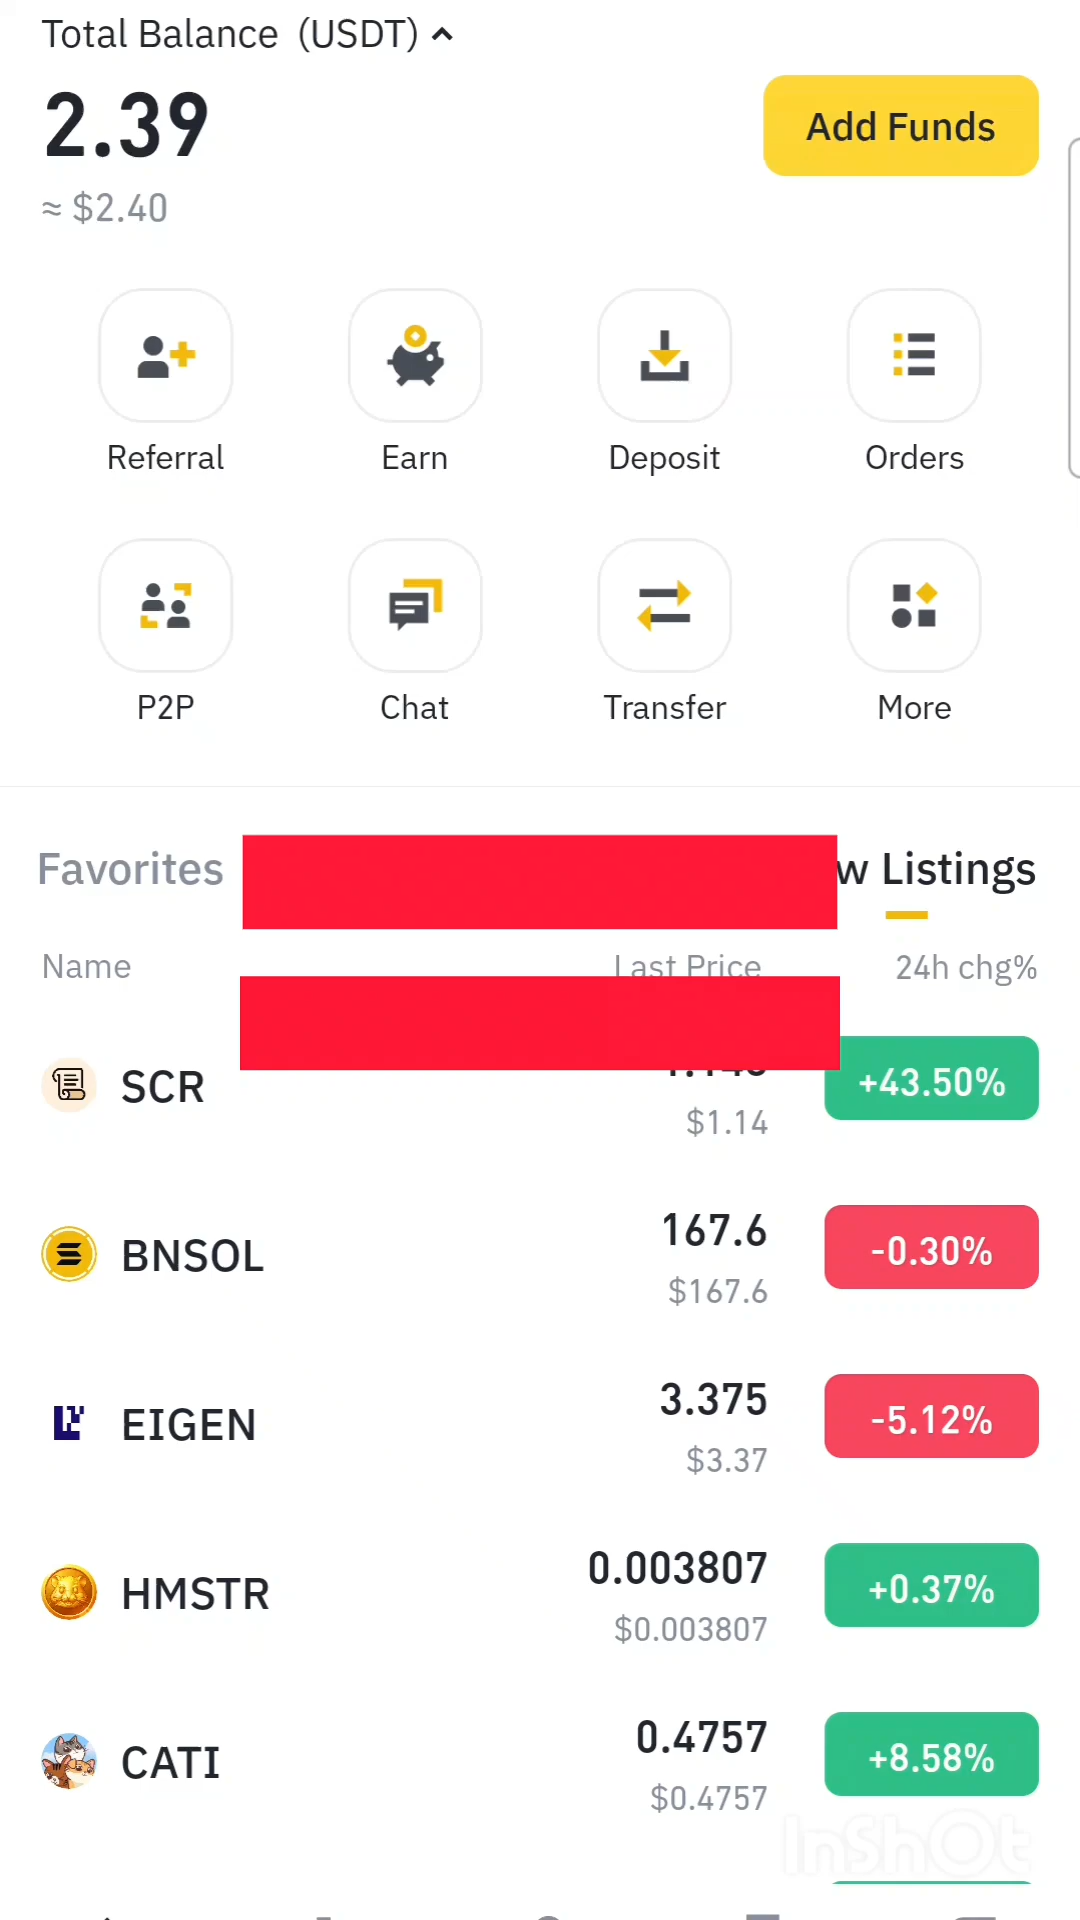 Total Balance (USDT)
2.39
Add Funds
≈ $2.40
Referral Earn Deposit Orders
P2P Chat Transfer More
Favorites w Listings
Name Last Price 24h chg%
SCR +43.50%
$1.14
BNSOL 167.6 -0.30%
$167.6
EIGEN 3.375 -5.12%
$3.37
HMSTR 0.003807 +0.37%
$0.003807
CATI 0.4757 +8.58%
$0.4757
InShOt